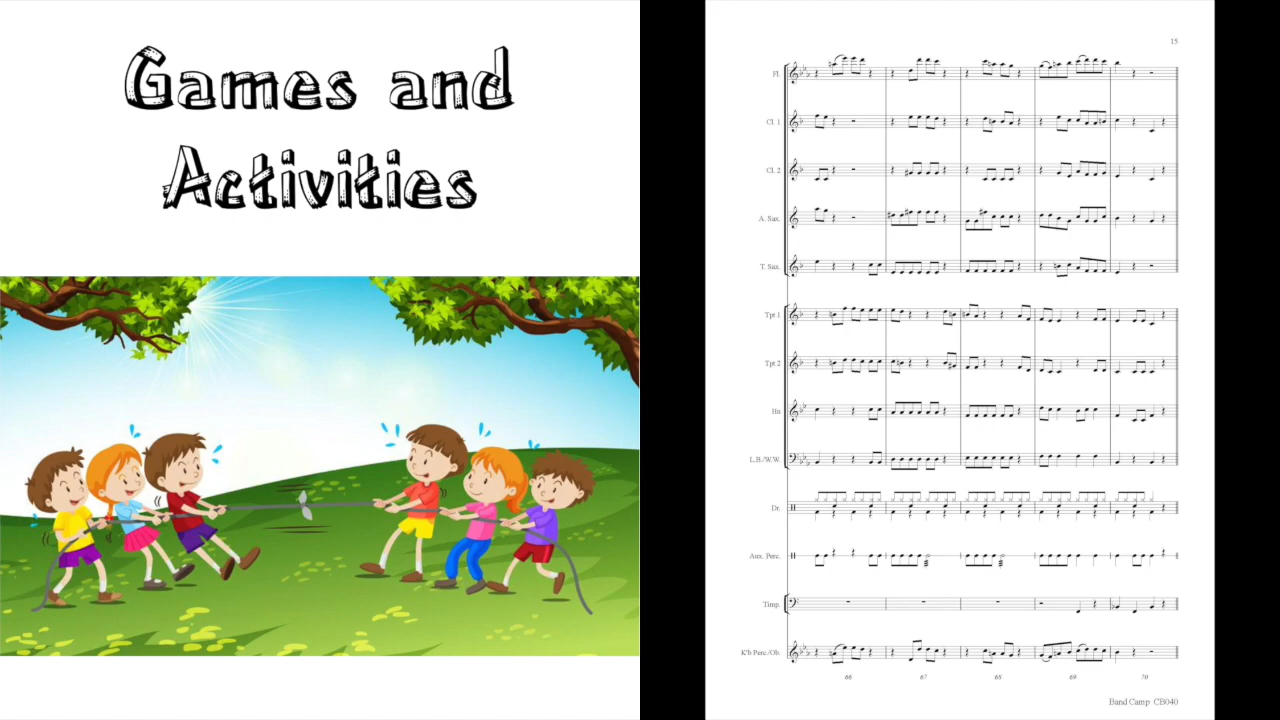 Games and
Activities
15
Fl.
Cl. 1
Cl. 2
A. Sax.
T. Sax.
Tpt 1
Tpt 2
Hn
L.B./W.W.
Dr.
Aux. Perc.
Timp.
K'b Perc./Ob.
66 67 68 69 70
Band Camp CB040